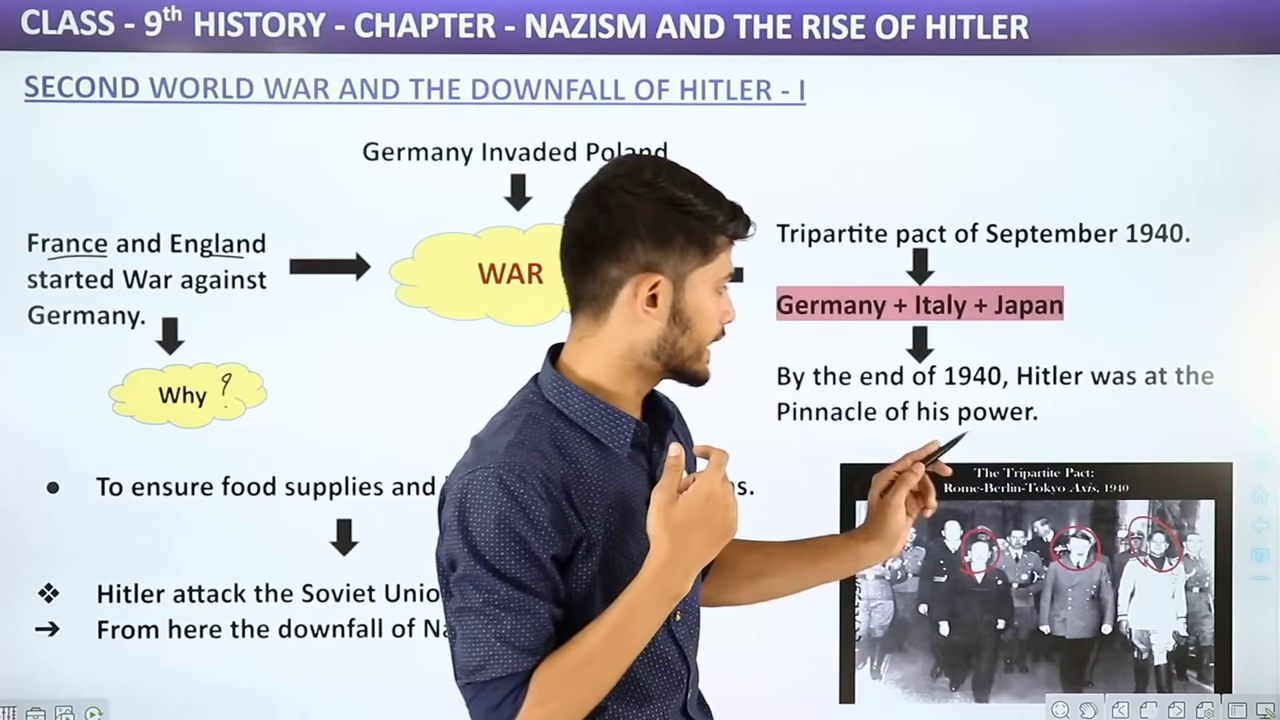 CLASS - 9th HISTORY - CHAPTER - NAZISM AND THE RISE OF HITLER
SECOND WORLD WAR AND THE DOWNFALL OF HITLER - I
Germany Invaded Poland
France and England
started War against
Germany.
Why ?
WAR
Tripartite pact of September 1940.
Germany + Italy + Japan
By the end of 1940, Hitler was at the
Pinnacle of his power.
To ensure food supplies and
Hitler attack the Soviet
From here the downfall of
The Tripartite Pact:
Rome-Berlin-Tokyo Axis, 1940